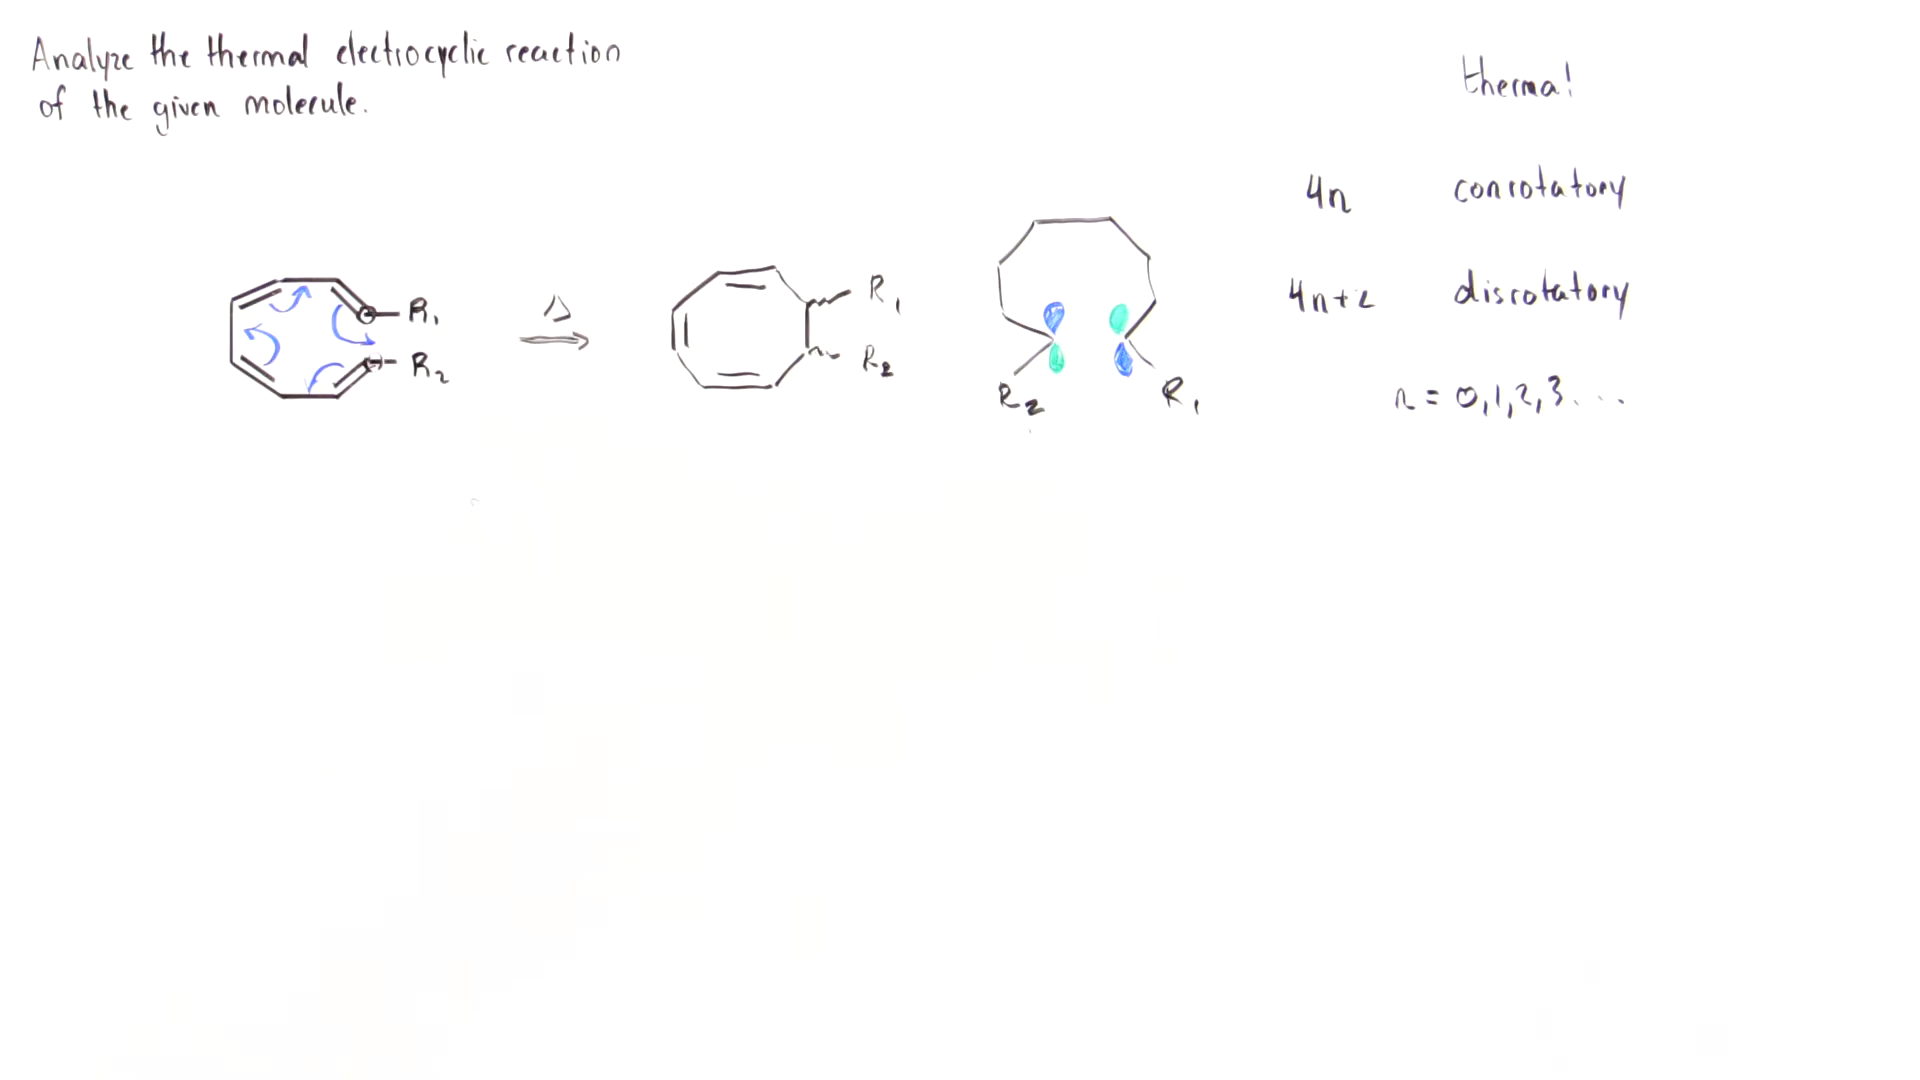 Analyze the thermal electrocyclic reaction
of the given molecule.
thermal
4n conrotatory
4n+2 disrotatory
n = 0,1,2,3...
R1
R2
Δ
R1
R2
R2
R1